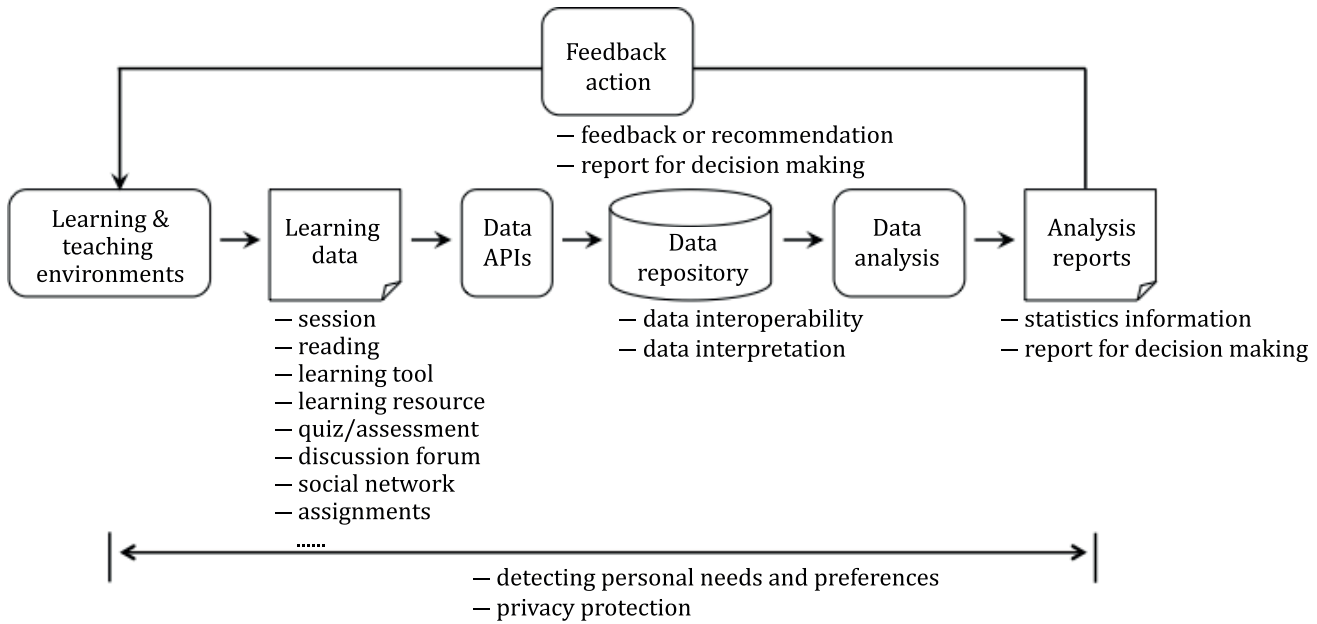 Feedback
action
— feedback or recommendation
— report for decision making
Learning &
teaching
environments
Learning
data
Data
APIs
Data
repository
Data
analysis
Analysis
reports
— session
— reading
— learning tool
— learning resource
— quiz/assessment
— discussion forum
— social network
— assignments
......
— data interoperability
— data interpretation
— statistics information
— report for decision making
— detecting personal needs and preferences
— privacy protection